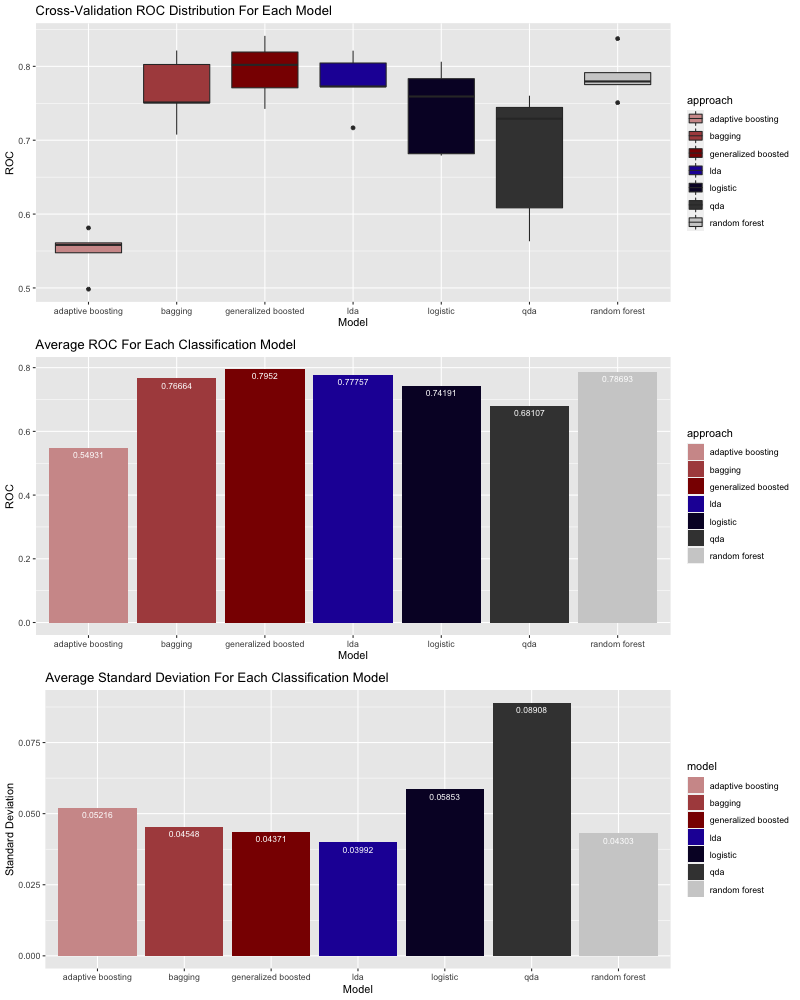 Cross-Validation ROC Distribution For Each Model
0.8
0.7
0.6
0.5
ROC
adaptive boosting bagging generalized boosted lda logistic qda random forest
Model
approach
adaptive boosting
bagging
generalized boosted
lda
logistic
qda
random forest
Average ROC For Each Classification Model
0.8
0.6
0.4
0.2
0.0
ROC
0.54931 0.76664 0.7952 0.77757 0.74191 0.68107 0.78693
adaptive boosting bagging generalized boosted lda logistic qda random forest
Model
approach
adaptive boosting
bagging
generalized boosted
lda
logistic
qda
random forest
Average Standard Deviation For Each Classification Model
0.075
0.050
0.025
0.000
Standard Deviation
0.05216 0.04548 0.04371 0.03992 0.05853 0.08908 0.04303
adaptive boosting bagging generalized boosted lda logistic qda random forest
Model
model
adaptive boosting
bagging
generalized boosted
lda
logistic
qda
random forest